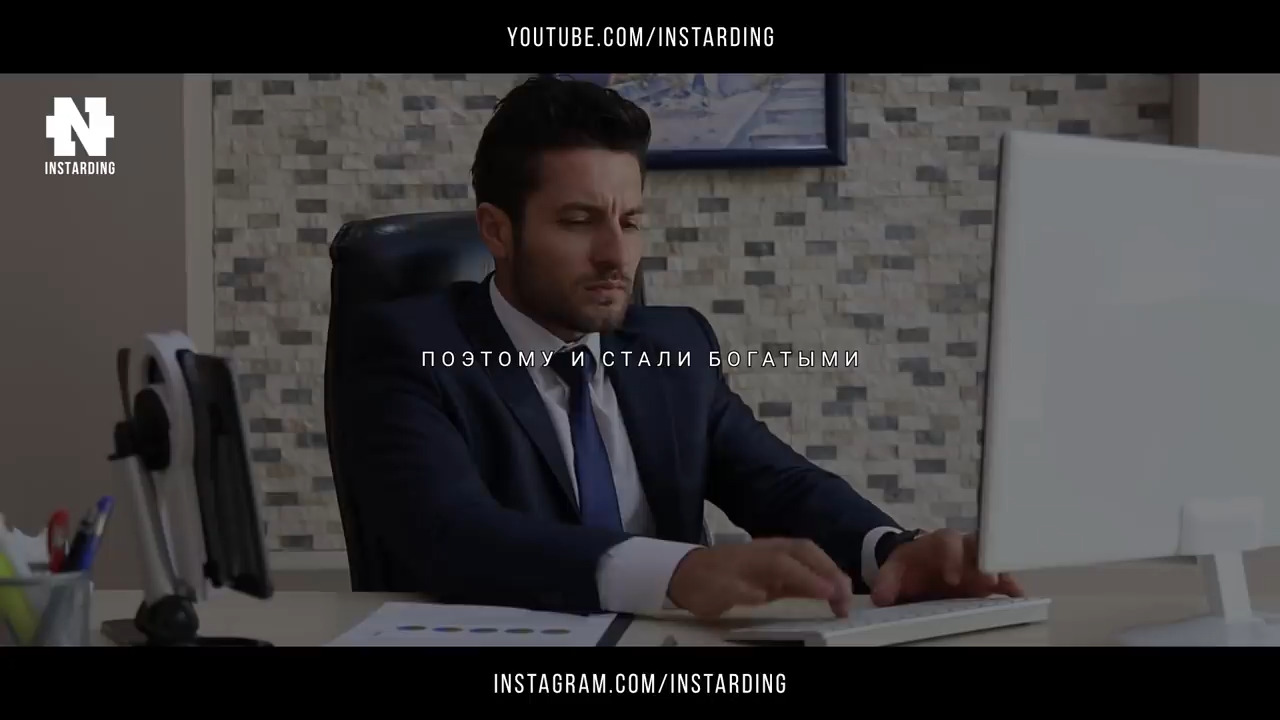 YOUTUBE.COM/INSTARDING
N
INSTARDING
ПОЭТОМУ И СТАЛИ БОГАТЫМИ
INSTAGRAM.COM/INSTARDING